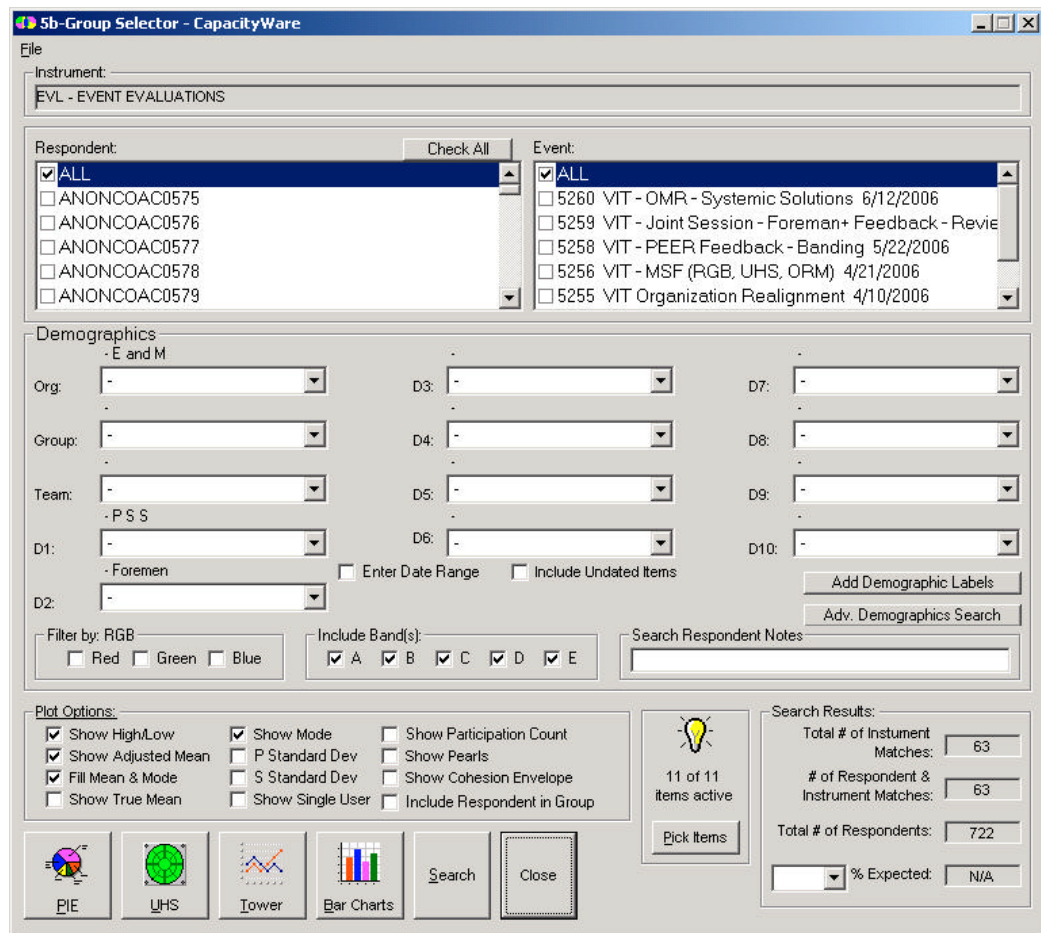 5b-Group Selector - CapacityWare
File
Instrument:
EVL - EVENT EVALUATIONS
Respondent:
Check All
ALL
ANONCOAC0575
ANONCOAC0576
ANONCOAC0577
ANONCOAC0578
ANONCOAC0579
Event:
ALL
5260 VIT - OMR - Systemic Solutions 6/12/2006
5259 VIT - Joint Session - Foreman+ Feedback - Revie
5258 VIT - PEER Feedback - Banding 5/22/2006
5256 VIT - MSF (RGB, UHS, ORM) 4/21/2006
5255 VIT Organization Realignment 4/10/2006
Demographics
- E and M
Org: -
-
Group: -
-
Team: -
- P S S
D1: -
- Foremen
D2: -
-
D3: -
-
D4: -
-
D5: -
-
D6: -
-
D7: -
-
D8: -
-
D9: -
-
D10: -
Enter Date Range
Include Undated Items
Add Demographic Labels
Adv. Demographics Search
Filter by: RGB
Red Green Blue
Include Band(s):
A B C D E
Search Respondent Notes
Plot Options:
Show High/Low
Show Adjusted Mean
Fill Mean & Mode
Show True Mean
Show Mode
P Standard Dev
S Standard Dev
Show Single User
Show Participation Count
Show Pearls
Show Cohesion Envelope
Include Respondent in Group
11 of 11
items active
Pick Items
Search Results:
Total # of Instument
Matches: 63
# of Respondent &
Instrument Matches: 63
Total # of Respondents: 722
% Expected: N/A
PIE
UHS
Tower
Bar Charts
Search
Close